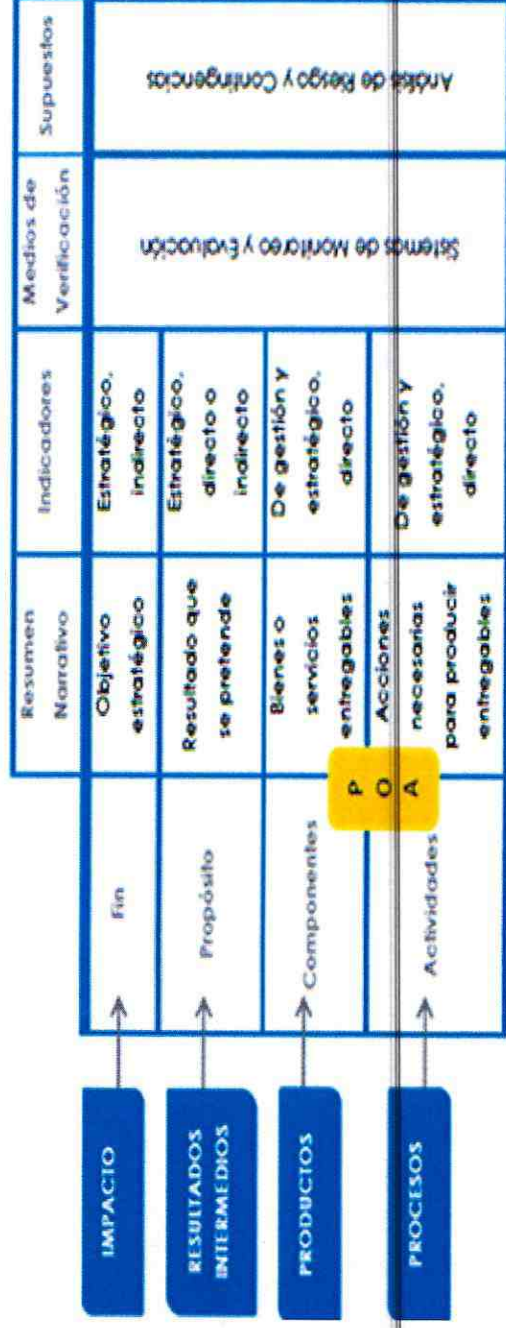 Resumen
Narrativo
Indicadores
Medios de
Verificación
Supuestos
IMPACTO
Fin
Objetivo
estratégico
Estratégico,
indirecto
Sistemas de Monitoreo y Evaluación
Análisis de Riesgo y Contingencias
RESULTADOS
INTERMEDIOS
Propósito
Resultado que
se pretende
Estratégico,
directo o
indirecto
PRODUCTOS
Componentes
Bienes o
servicios
entregables
De gestión y
estratégico,
directo
P
O
A
PROCESOS
Actividades
Acciones
necesarias
para producir
entregables
De gestión y
estratégico,
directo